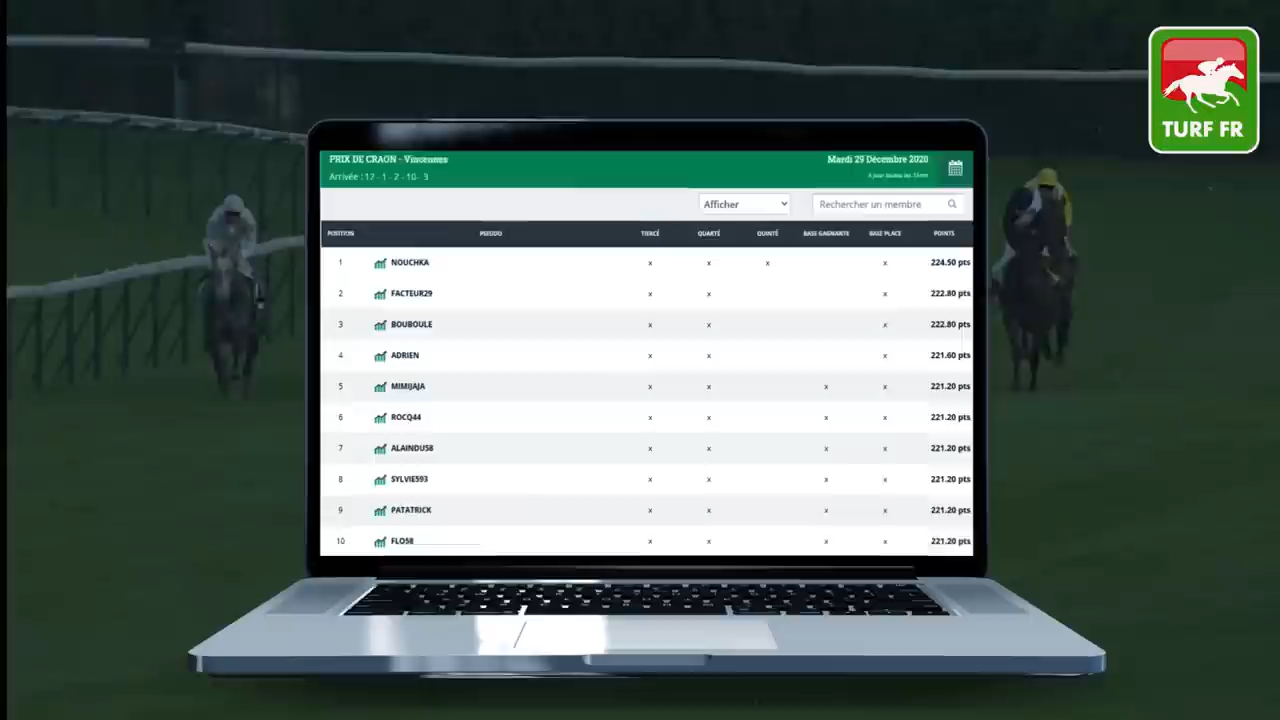 TURF FR
PRIX DE CRAON - Vincennes
Mardi 29 Décembre 2020
Arrivée : 12 - 1 - 2 - 10 - 3
A jour toutes les 15mn
Afficher
Rechercher un membre
POSITION PSEUDO TIERCÉ QUARTÉ QUINTÉ BASE GAGNANTE BASE PLACE POINTS
1 NOUCHKA x x x x 224.50 pts
2 FACTEUR29 x x x 222.80 pts
3 BOUBOULE x x x 222.80 pts
4 ADRIEN x x x 221.60 pts
5 MIMIJAJA x x x x 221.20 pts
6 ROCQ44 x x x x 221.20 pts
7 ALAINDU58 x x x x 221.20 pts
8 SYLVIE593 x x x x 221.20 pts
9 PATATRICK x x x x 221.20 pts
10 FLO58 x x x x 221.20 pts